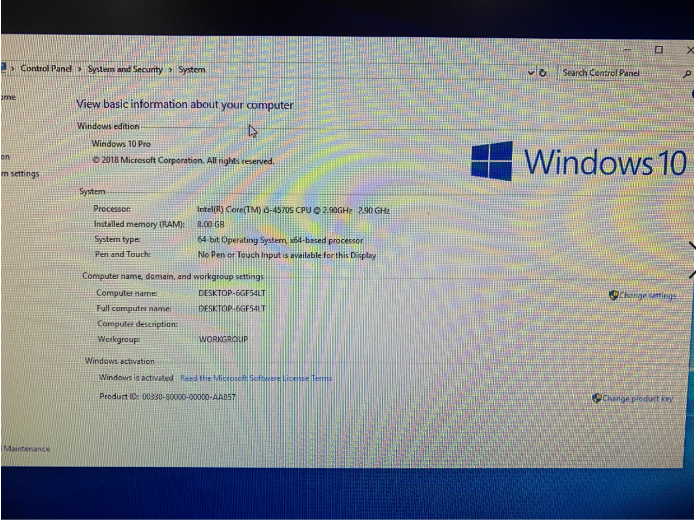 Control Panel › System and Security › System
Search Control Panel
View basic information about your computer
Windows edition
Windows 10 Pro
© 2018 Microsoft Corporation. All rights reserved.
Windows 10
m settings
System
Processor: Intel(R) Core(TM) i5-4570S CPU @ 2.90GHz 2.90 GHz
Installed memory (RAM): 8.00 GB
System type: 64-bit Operating System, x64-based processor
Pen and Touch: No Pen or Touch Input is available for this Display
Computer name, domain, and workgroup settings
Computer name: DESKTOP-6GF54LT
Change settings
Full computer name: DESKTOP-6GF54LT
Computer description:
Workgroup: WORKGROUP
Windows activation
Windows is activated Read the Microsoft Software License Terms
Product ID: 00330-80000-00000-AA857
Change product key
Maintenance